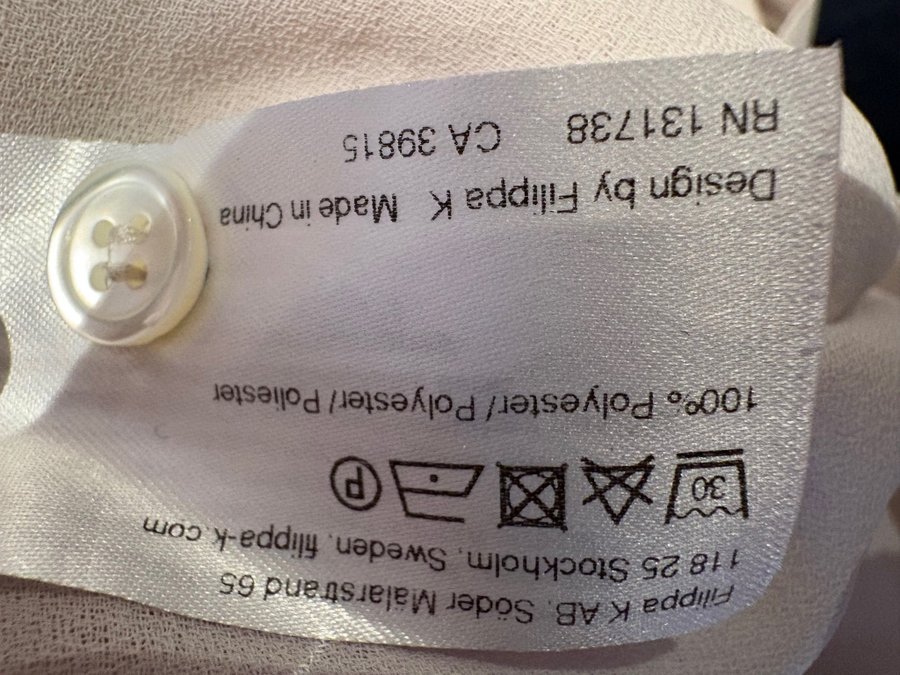 Filippa K AB, Söder Malarstrand 65
118 25 Stockholm, Sweden, filippa-k.com
30 P
100% Polyester/ Polyester/ Poliester
Design by Filippa K Made in China
RN 131738 CA 39815